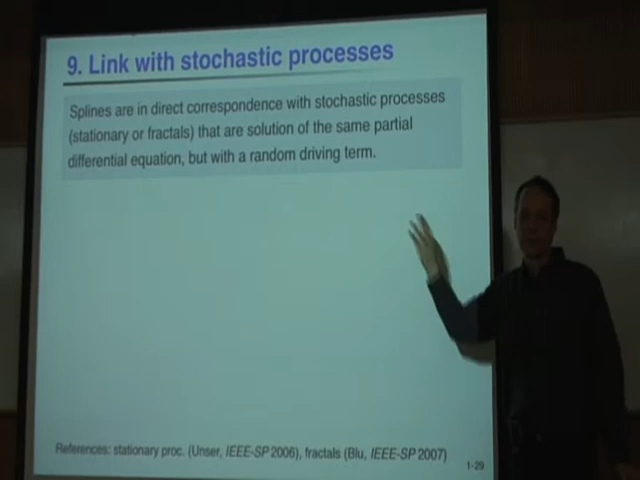 9. Link with stochastic processes
Splines are in direct correspondence with stochastic processes
(stationary or fractals) that are solution of the same partial
differential equation, but with a random driving term.
References: stationary proc. (Unser, IEEE-SP 2006), fractals (Blu, IEEE-SP 2007)
1-29